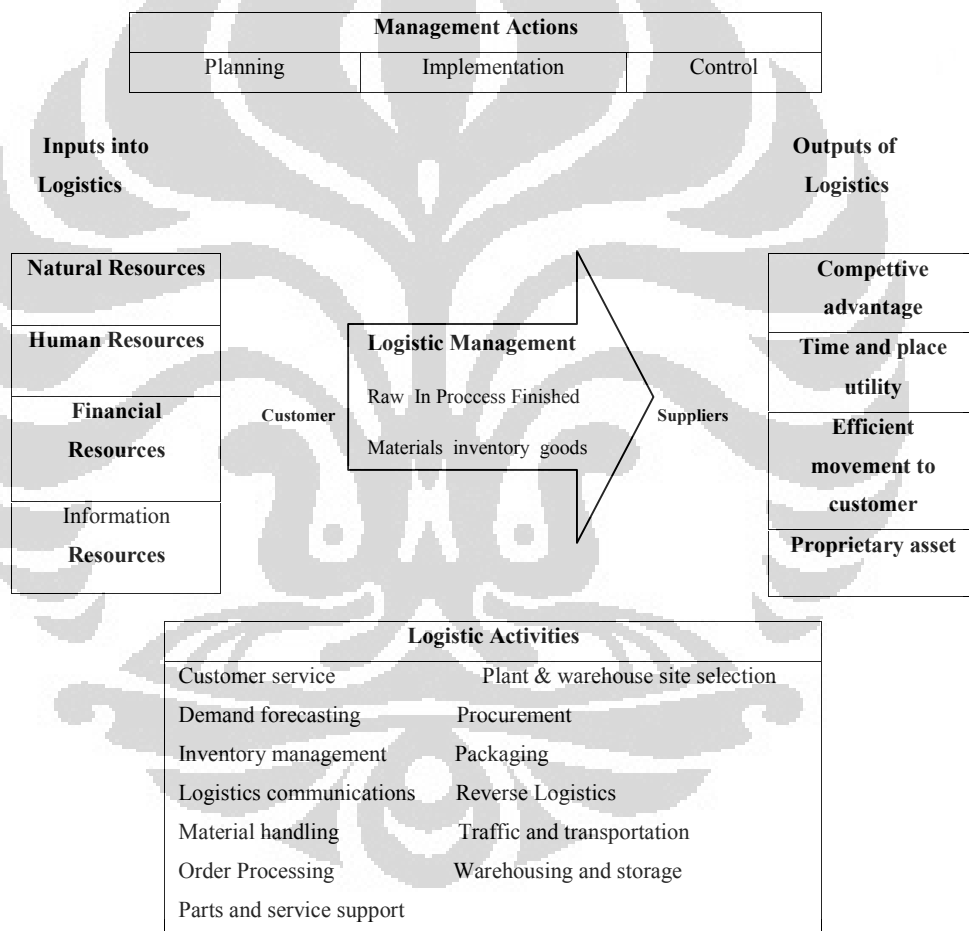 Management Actions
Planning Implementation Control
Inputs into
Logistics
Outputs of
Logistics
Natural Resources
Human Resources
Financial
Resources
Information
Resources
Customer
Logistic Management
Raw In Proccess Finished
Materials inventory goods
Suppliers
Compettive
advantage
Time and place
utility
Efficient
movement to
customer
Proprietary asset
Logistic Activities
Customer service Plant & warehouse site selection
Demand forecasting Procurement
Inventory management Packaging
Logistics communications Reverse Logistics
Material handling Traffic and transportation
Order Processing Warehousing and storage
Parts and service support